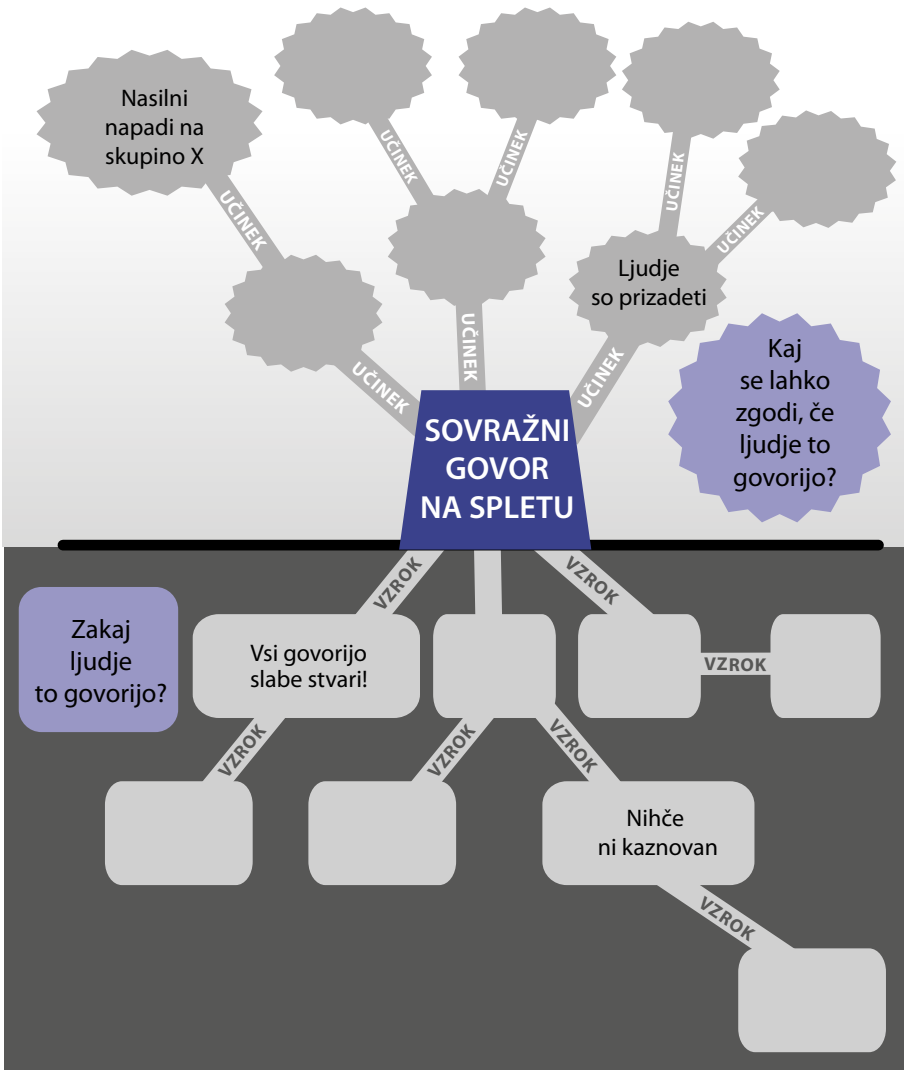 Nasilni
napadi na
skupino X
UČINEK
UČINEK
UČINEK
UČINEK
UČINEK
Ljudje
so prizadeti
UČINEK
UČINEK
UČINEK
Kaj
se lahko
zgodi, če
ljudje to
govorijo?
SOVRAŽNI
GOVOR
NA SPLETU
VZROK
VZROK
Zakaj
ljudje
to govorijo?
Vsi govorijo
slabe stvari!
VZROK
VZROK
VZROK
VZROK
Nihče
ni kaznovan
VZROK